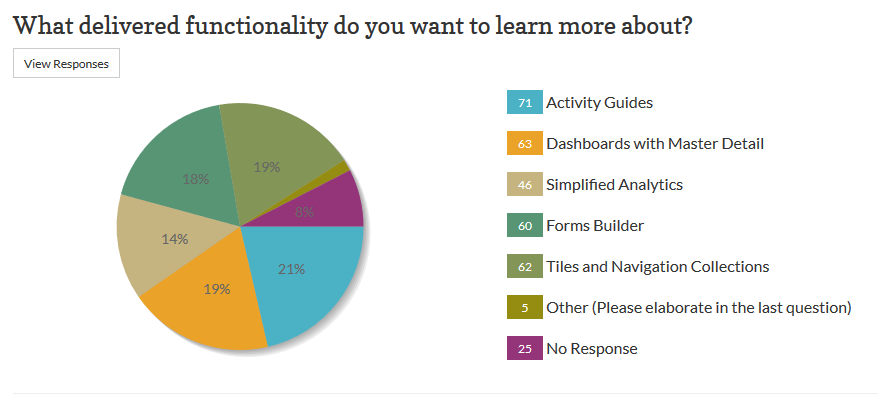 What delivered functionality do you want to learn more about?
View Responses
71 Activity Guides
63 Dashboards with Master Detail
46 Simplified Analytics
60 Forms Builder
62 Tiles and Navigation Collections
5 Other (Please elaborate in the last question)
25 No Response
19%
18%
8%
14%
21%
19%